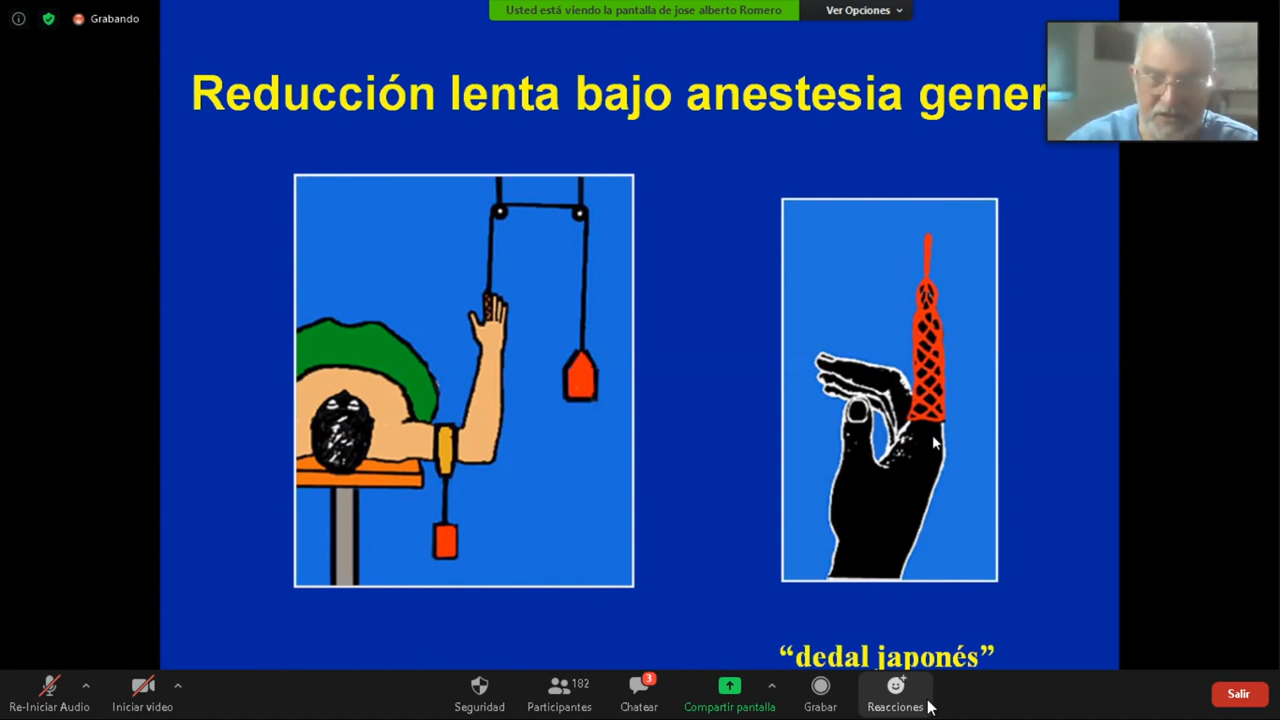 Usted está viendo la pantalla de jose alberto Romero
Ver Opciones
Grabando
Reducción lenta bajo anestesia gener
“dedal japonés”
3
182
Re-Iniciar Audio
Iniciar video
Seguridad
Participantes
Chatear
Compartir pantalla
Grabar
Reacciones
Salir